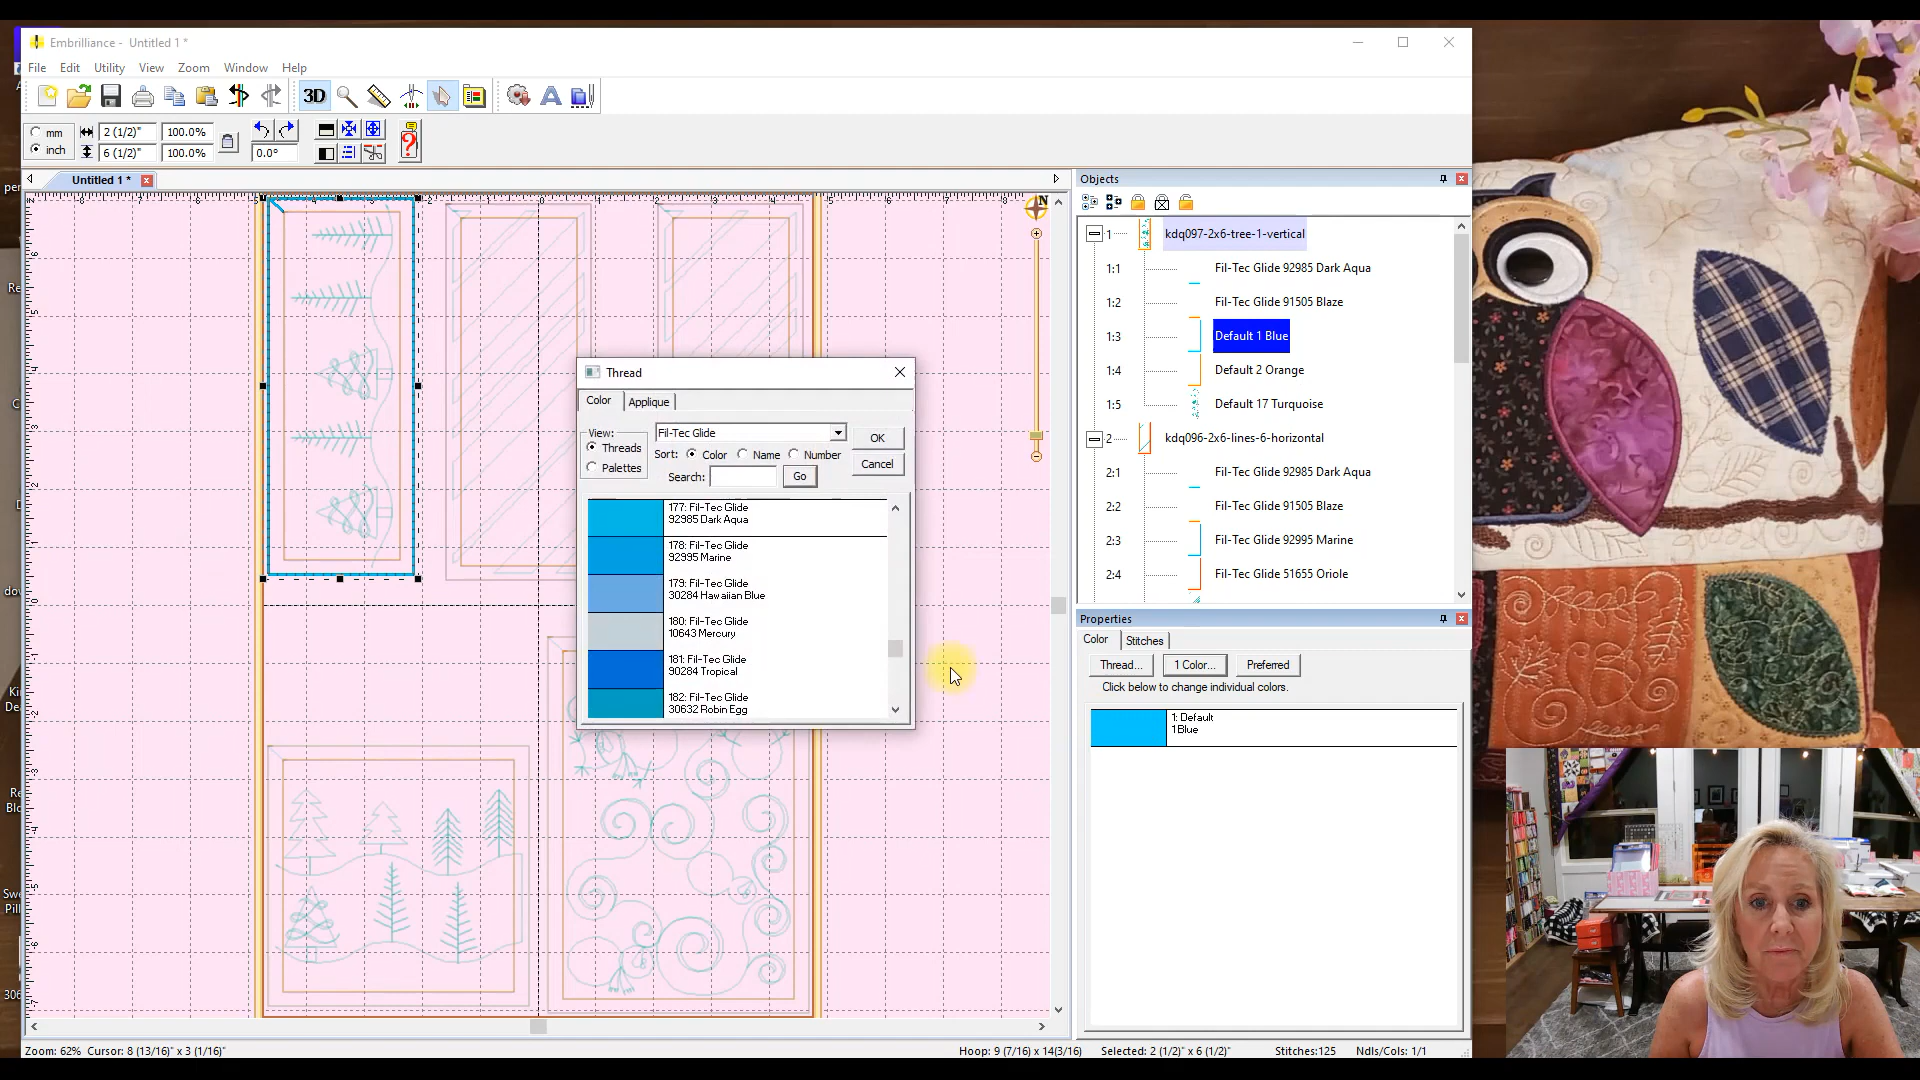 Embrilliance - Untitled 1 *
File Edit Utility View Zoom Window Help
3D
mm 2 (1/2)" 100.0%
inch 6 (1/2)" 100.0% 0.0°
Untitled 1 *
N
Objects
1 kdq097-2x6-tree-1-vertical
1:1 Fil-Tec Glide 92985 Dark Aqua
1:2 Fil-Tec Glide 91505 Blaze
1:3 Default 1 Blue
1:4 Default 2 Orange
1:5 Default 17 Turquoise
2 kdq096-2x6-lines-6-horizontal
2:1 Fil-Tec Glide 92985 Dark Aqua
2:2 Fil-Tec Glide 91505 Blaze
2:3 Fil-Tec Glide 92995 Marine
2:4 Fil-Tec Glide 51655 Oriole
Thread
Color Applique
View:
Threads
Palettes
Fil-Tec Glide
OK
Sort: Color Name Number
Cancel
Search: Go
177: Fil-Tec Glide
92985 Dark Aqua
178: Fil-Tec Glide
92995 Marine
179: Fil-Tec Glide
30284 Hawaiian Blue
180: Fil-Tec Glide
10643 Mercury
181: Fil-Tec Glide
90284 Tropical
182: Fil-Tec Glide
30632 Robin Egg
Properties
Color Stitches
Thread... 1 Color... Preferred
Click below to change individual colors.
1: Default
1 Blue
Zoom: 62% Cursor: 8 (13/16)" x 3 (1/16)"
Hoop: 9 (7/16) x 14(3/16) Selected: 2 (1/2)" x 6 (1/2)" Stitches:125 Ndls/Cols: 1/1